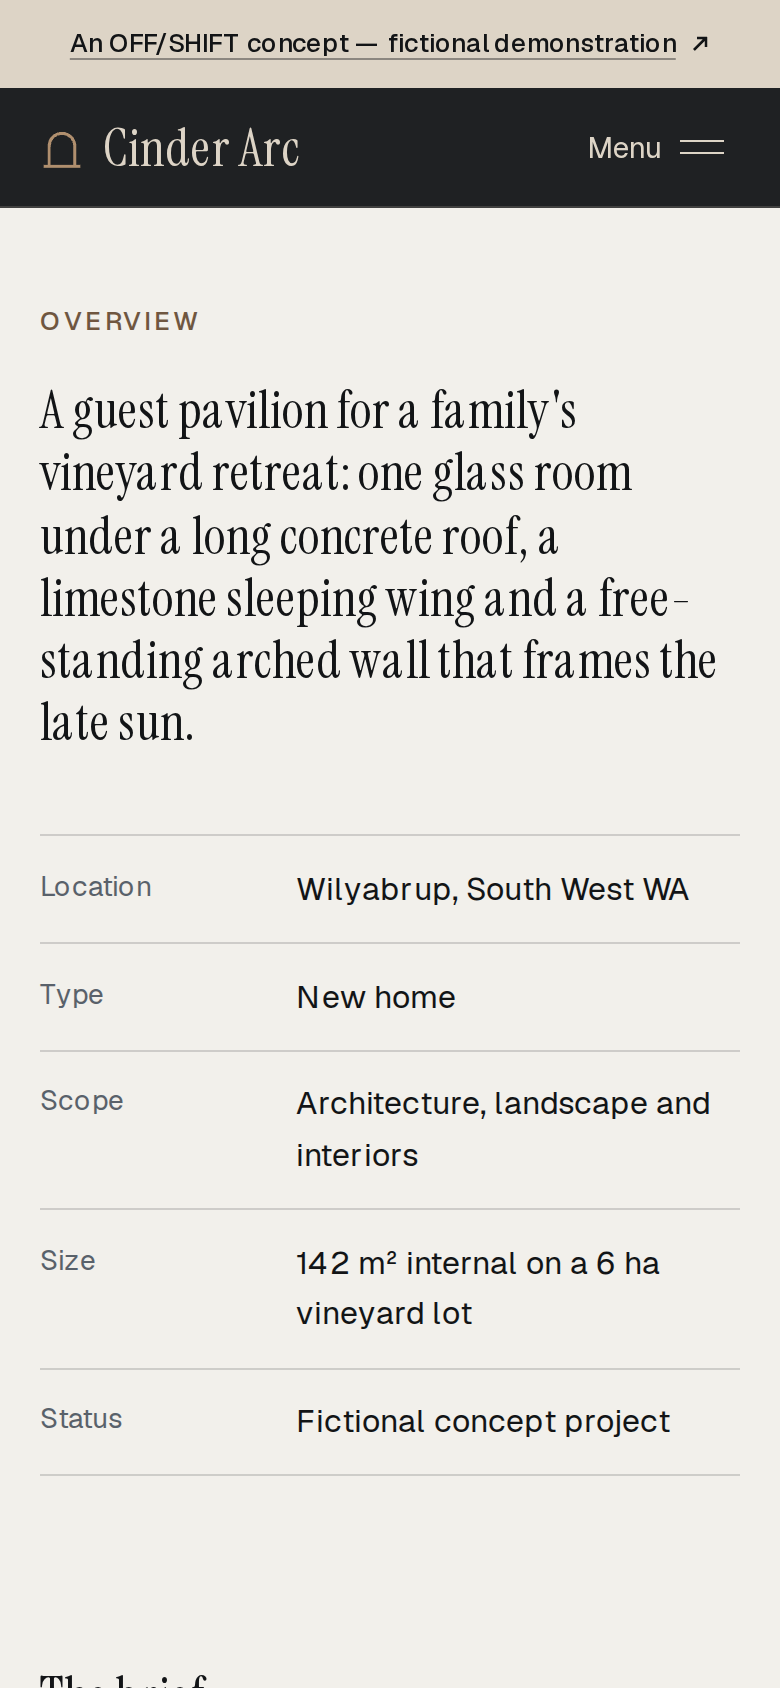 An OFF/SHIFT concept — fictional demonstration ↗
Cinder Arc
Menu
OVERVIEW
A guest pavilion for a family's
vineyard retreat: one glass room
under a long concrete roof, a
limestone sleeping wing and a free-
standing arched wall that frames the
late sun.
Location
Wilyabrup, South West WA
Type
New home
Scope
Architecture, landscape and
interiors
Size
142 m² internal on a 6 ha
vineyard lot
Status
Fictional concept project
The brief